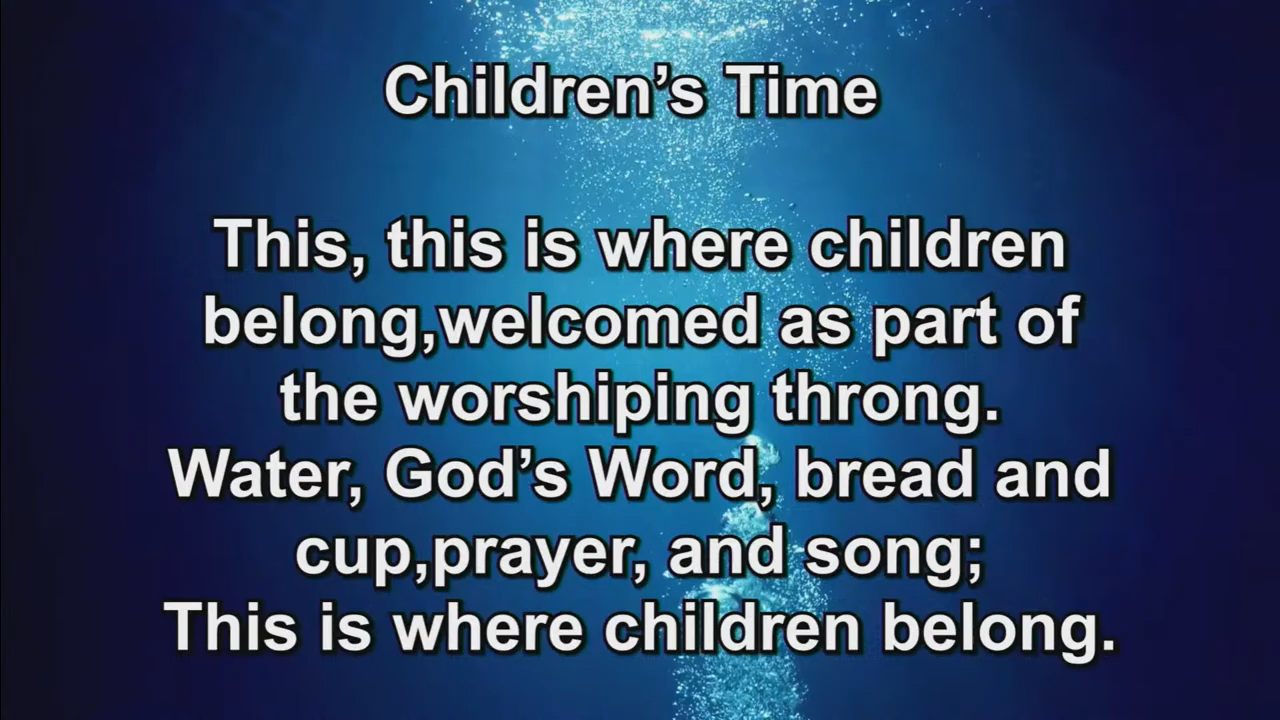 Children’s Time
This, this is where children
belong,welcomed as part of
the worshiping throng.
Water, God’s Word, bread and
cup,prayer, and song;
This is where children belong.